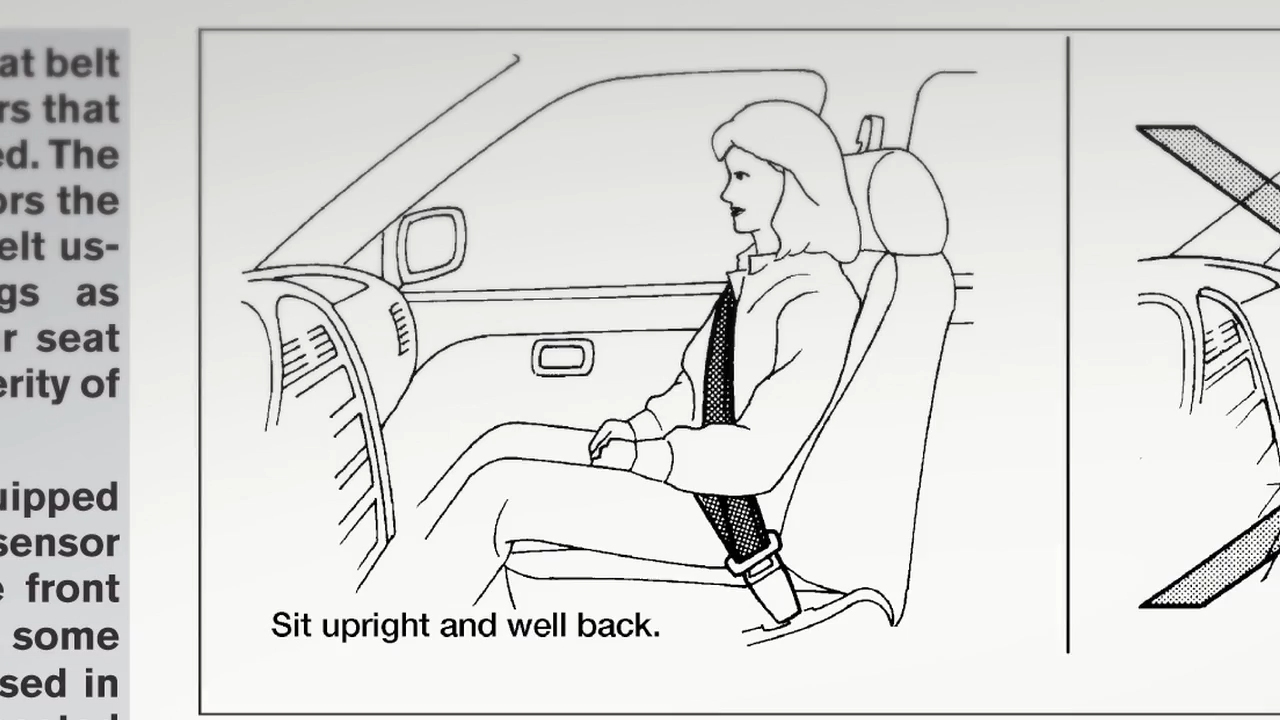 at belt
rs that
ed. The
ors the
elt us-
gs as
r seat
erity of
uipped
sensor
e front
some
sed in
Sit upright and well back.